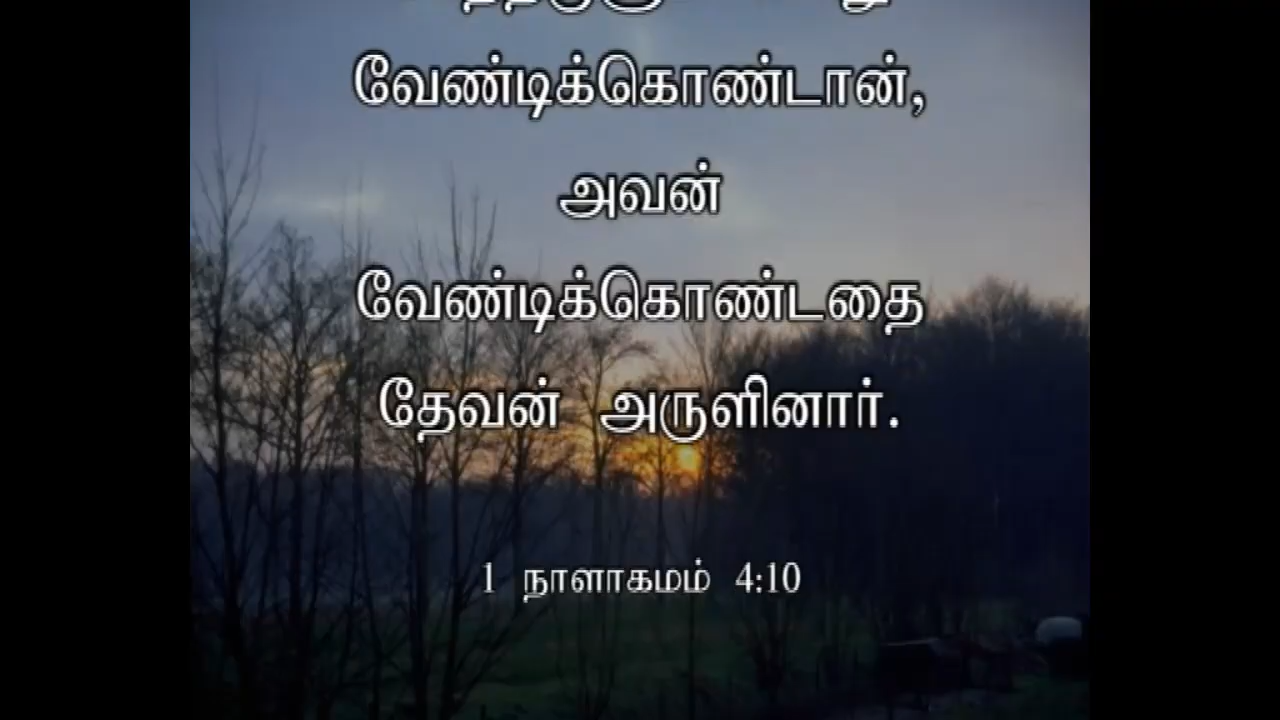 வேண்டிக்கொண்டான்,
அவன்
வேண்டிக்கொண்டதை
தேவன் அருளினார்.
1 நாளாகமம் 4:10